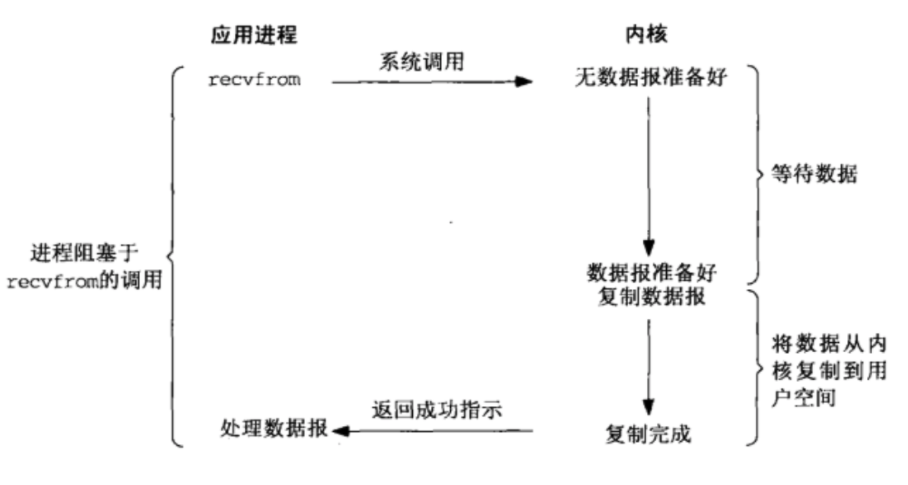 应用进程
内核
系统调用
recvfrom
无数据报准备好
等待数据
进程阻塞于
recvfrom的调用
数据报准备好
复制数据报
将数据从内
核复制到用
户空间
返回成功指示
处理数据报
复制完成